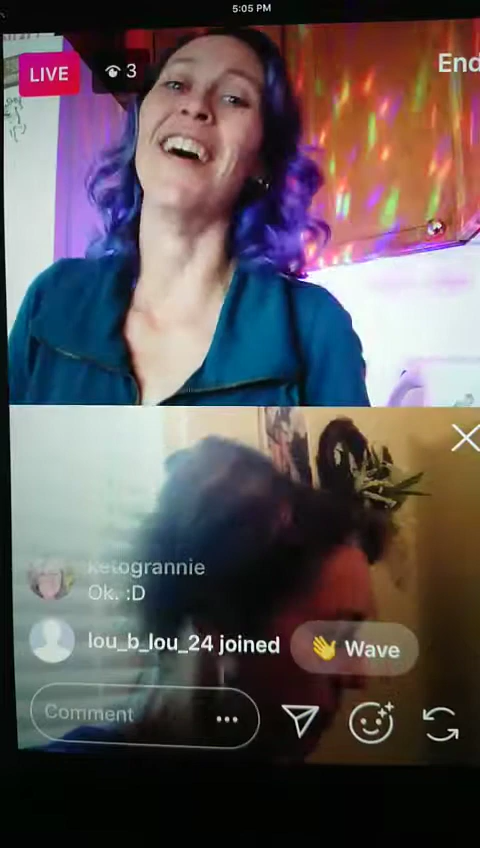 5:05 PM
LIVE
3
End
ketogrannie
Ok. :D
lou_b_lou_24 joined
👋 Wave
Comment